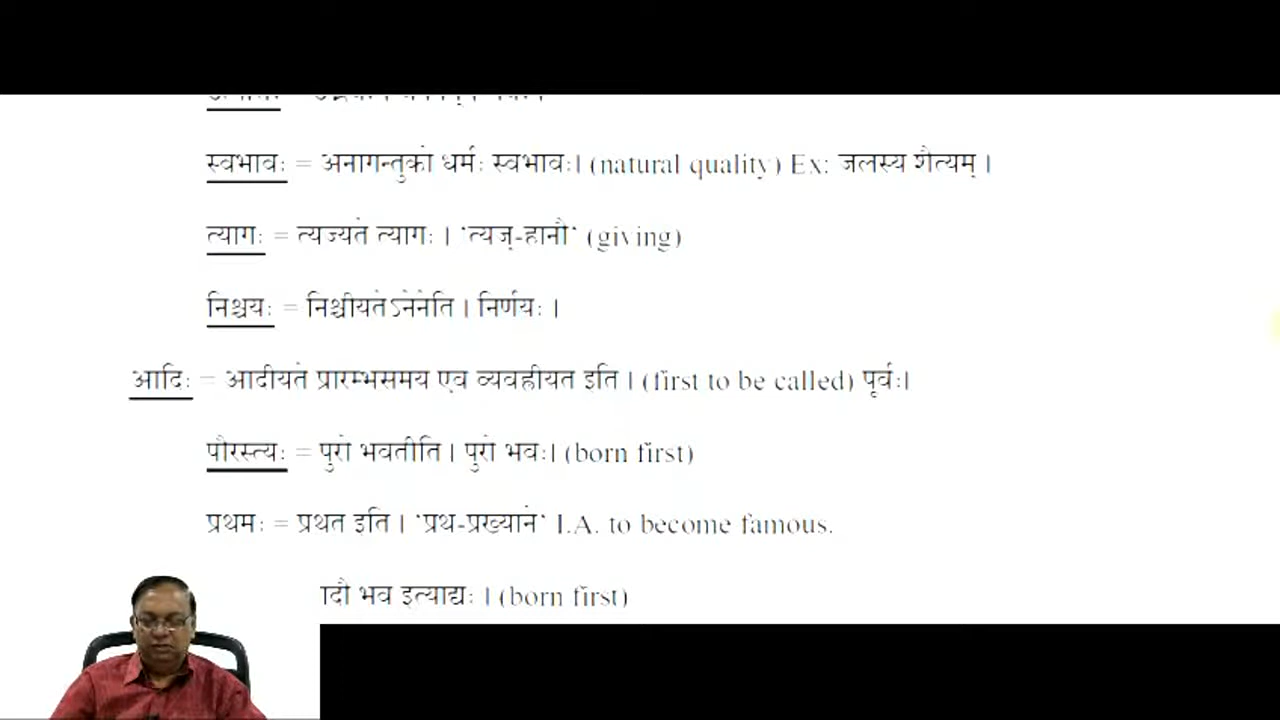 स्वभावः = अनागन्तुको धर्मः स्वभावः। (natural quality) Ex: जलस्य शैत्यम् ।
त्यागः = त्यज्यते त्यागः । 'त्यज्-हानौ' (giving)
निश्चयः = निश्चीयतेऽनेनेति । निर्णयः ।
आदिः = आदीयते प्रारम्भसमय एव व्यवह्रीयत इति । (first to be called) पूर्वः।
पौरस्त्यः = पुरो भवतीति । पुरो भवः। (born first)
प्रथमः = प्रथत इति । 'प्रथ-प्रख्याने' I.A. to become famous.
ादौ भव इत्याद्यः । (born first)